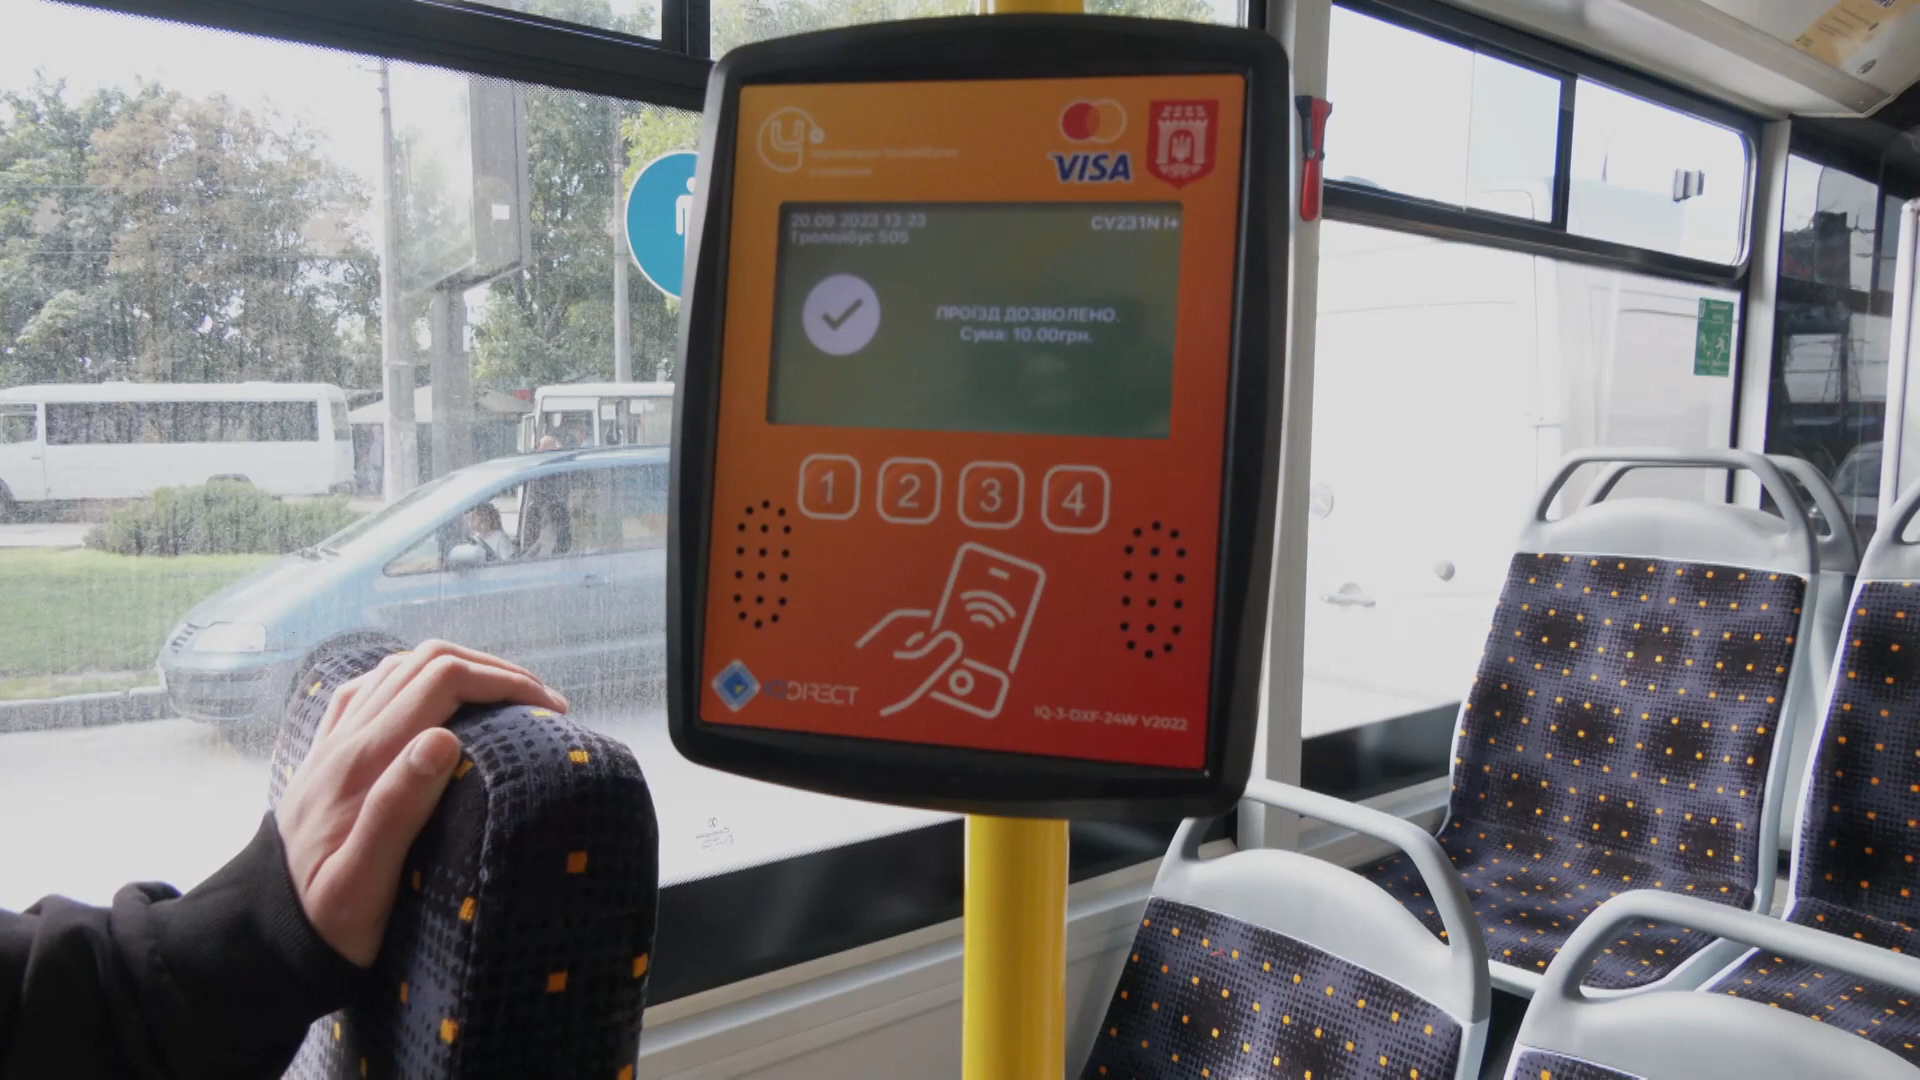 VISA
20.09.2023 13:23
CV231N I+
Тролейбус 505
ПРОЇЗД ДОЗВОЛЕНО.
Сума: 10.00грн.
1 2 3 4
IQDIRECT
IQ-3-DXF-24W V2022